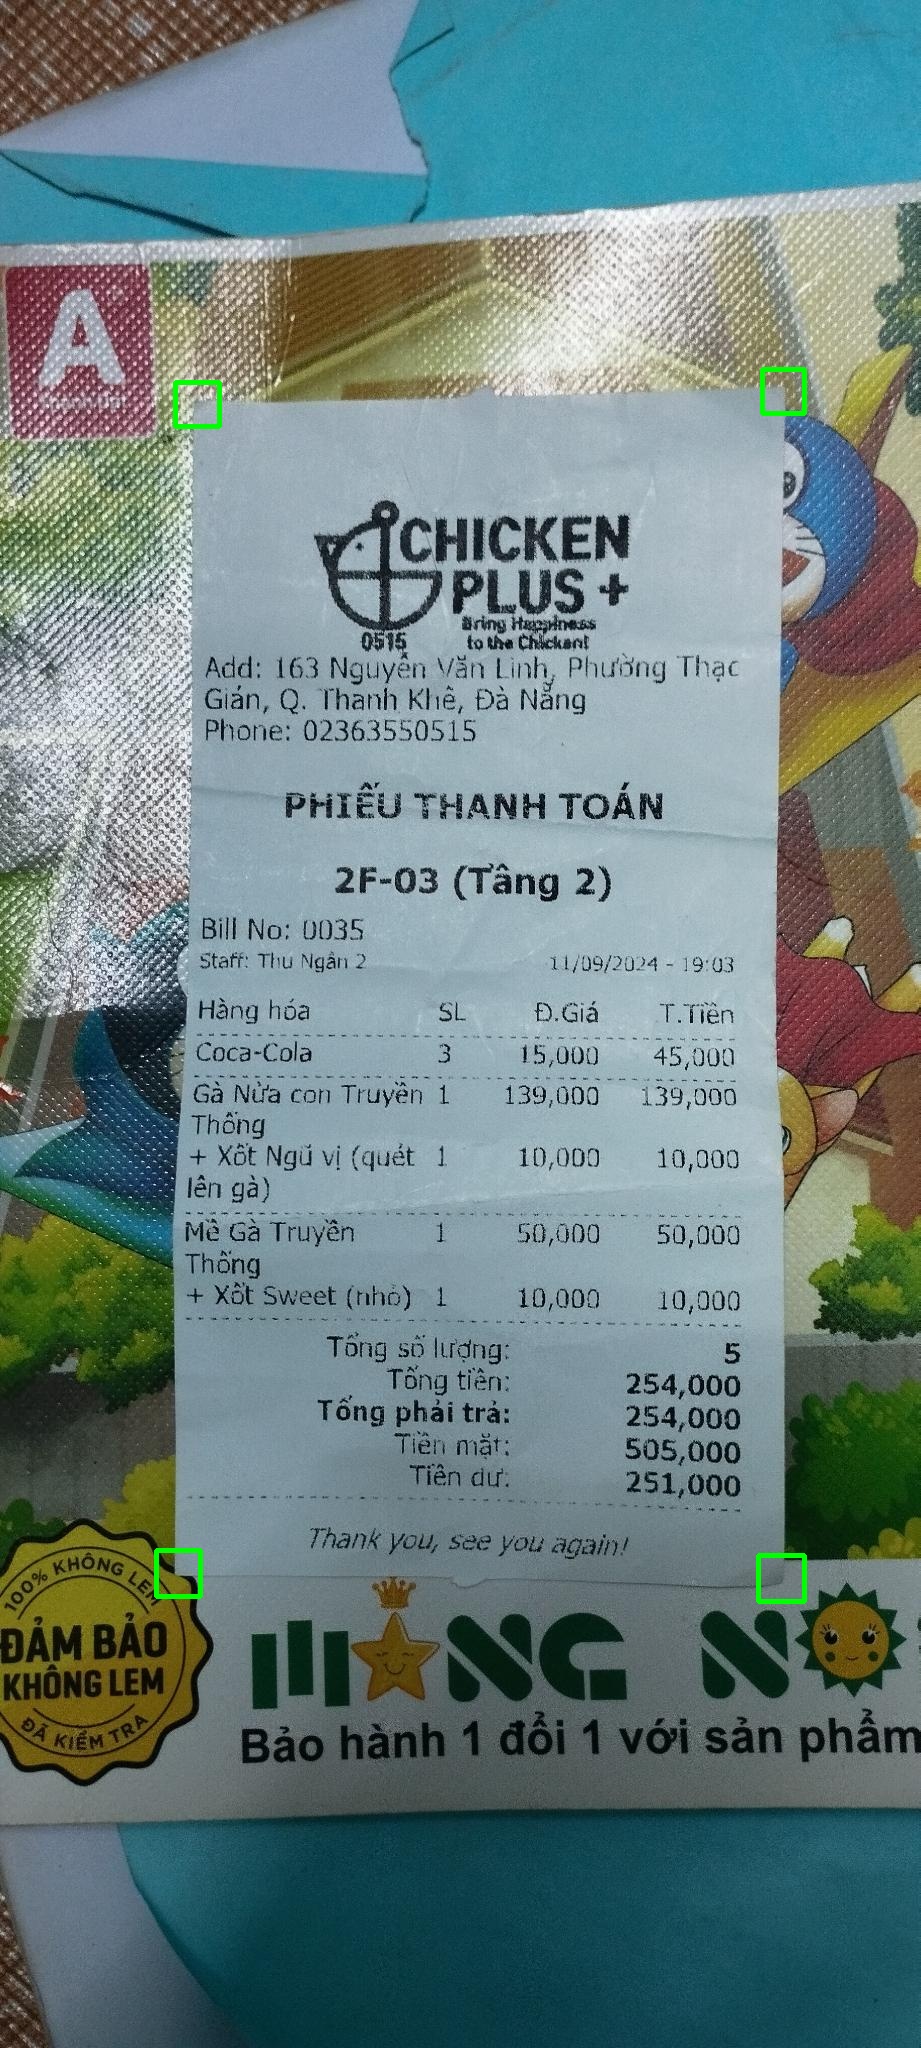 A
CHICKEN
PLUS +
Bring Happiness
to the Chicken!
0515
Add: 163 Nguyễn Văn Linh, Phường Thạc
Gián, Q. Thanh Khê, Đà Nẵng
Phone: 02363550515
PHIẾU THANH TOÁN
2F-03 (Tầng 2)
Bill No: 0035
Staff: Thu Ngân 2 11/09/2024 - 19:03
Hàng hóa SL Đ.Giá T.Tiền
Coca-Cola 3 15,000 45,000
Gà Nửa con Truyền 1 139,000 139,000
Thống
+ Xốt Ngũ vị (quét 1 10,000 10,000
lên gà)
Mề Gà Truyền 1 50,000 50,000
Thống
+ Xốt Sweet (nhỏ) 1 10,000 10,000
Tổng số lượng: 5
Tổng tiền: 254,000
Tổng phải trả: 254,000
Tiền mặt: 505,000
Tiền dư: 251,000
Thank you, see you again!
100% KHÔNG LEM
ĐẢM BẢO
KHÔNG LEM
ĐÃ KIỂM TRA
Bảo hành 1 đổi 1 với sản phẩm